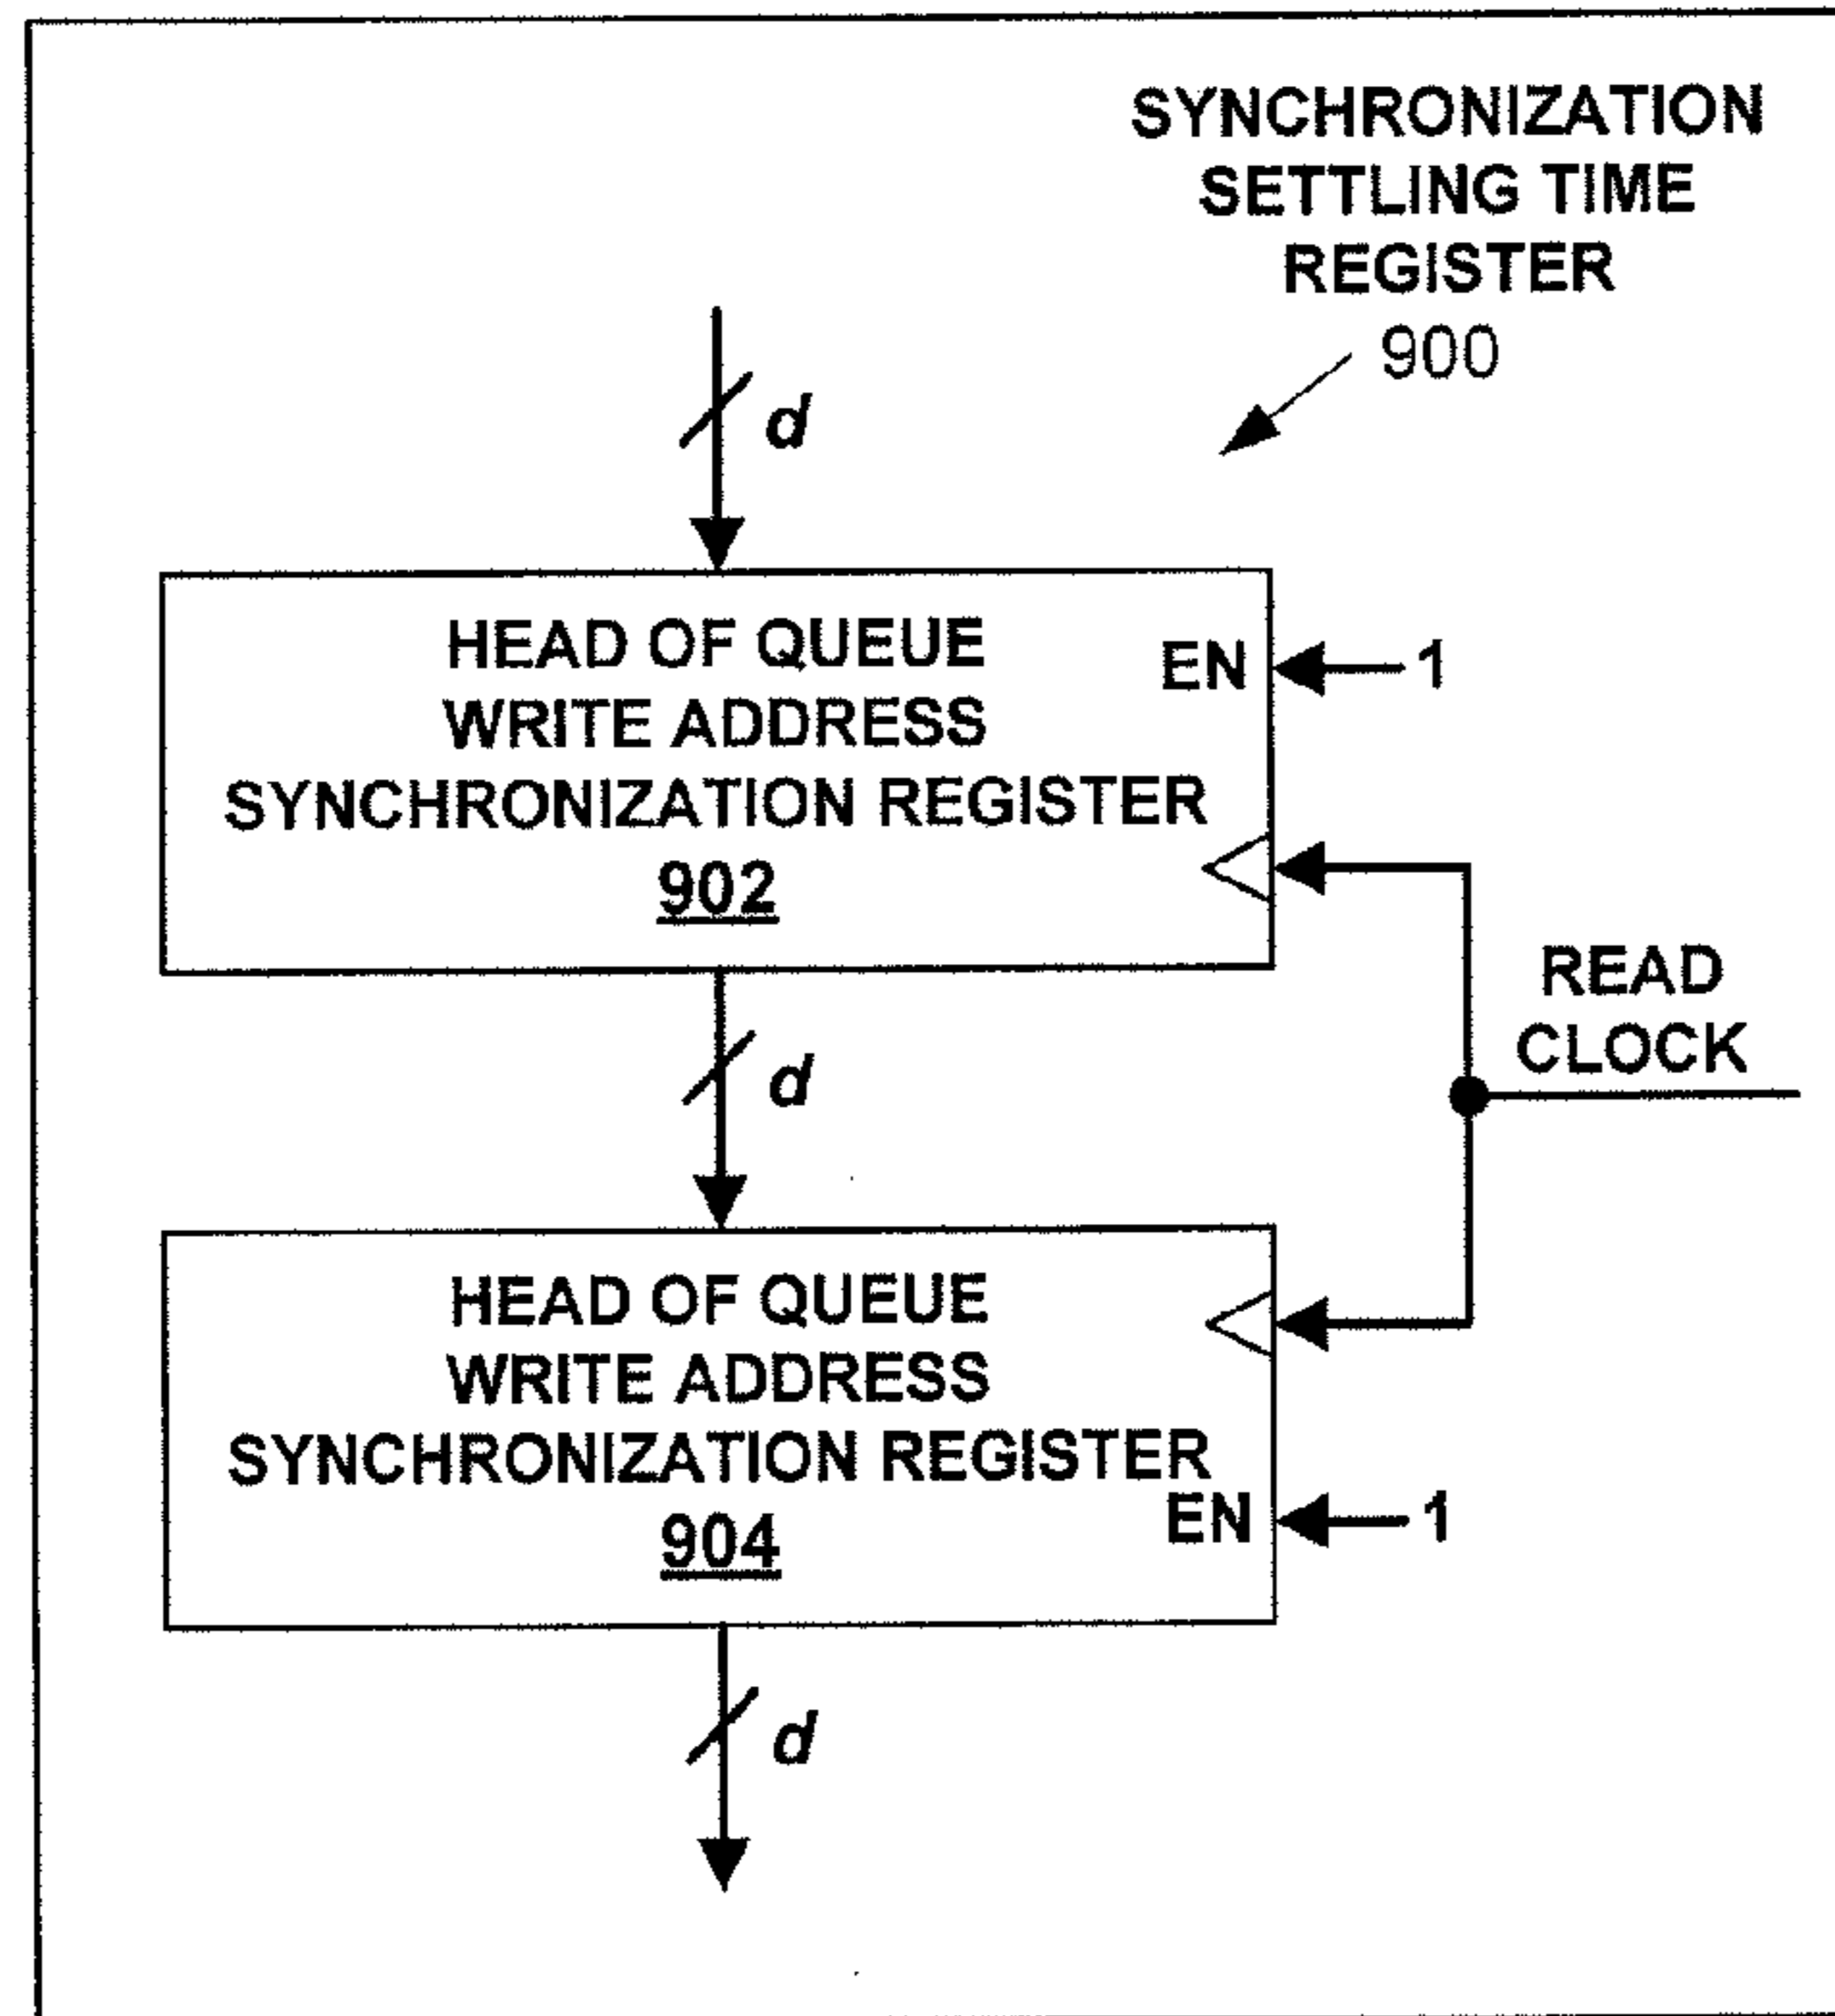 SYNCHRONIZATION
SETTLING TIME
REGISTER
900
d
HEAD OF QUEUE
WRITE ADDRESS
SYNCHRONIZATION REGISTER
902
EN
1
READ
CLOCK
d
HEAD OF QUEUE
WRITE ADDRESS
SYNCHRONIZATION REGISTER
904
EN
1
d